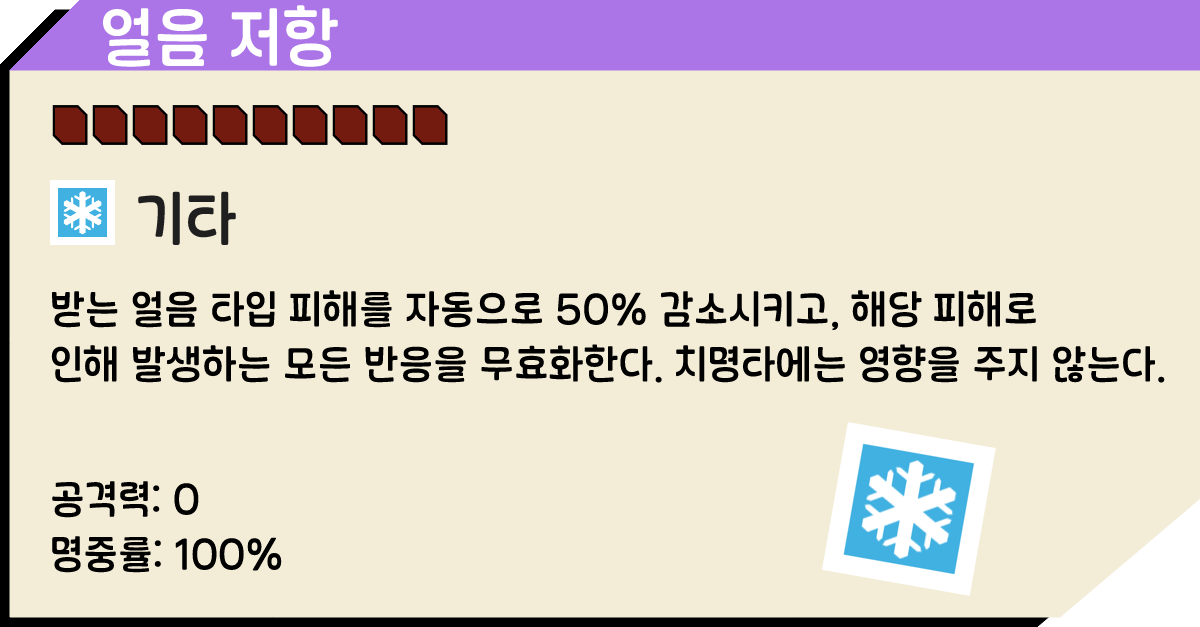 얼음 저항
기타
받는 얼음 타입 피해를 자동으로 50% 감소시키고, 해당 피해로
인해 발생하는 모든 반응을 무효화한다. 치명타에는 영향을 주지 않는다.
공격력: 0
명중률: 100%